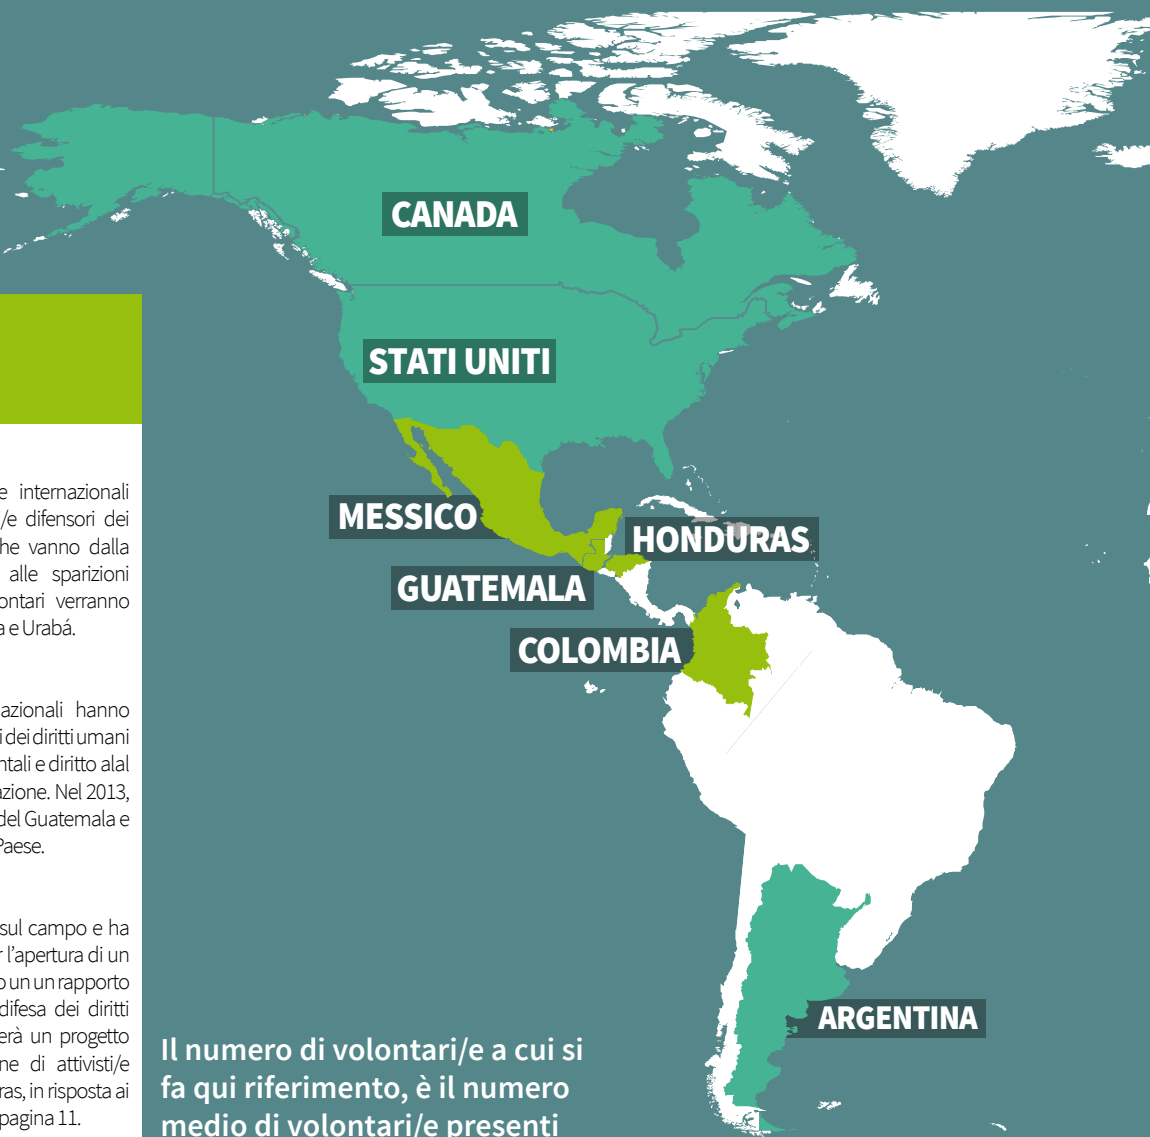 CANADA
STATI UNITI
MESSICO
HONDURAS
GUATEMALA
COLOMBIA
ARGENTINA
e internazionali
/e difensori dei
he vanno dalla
alle sparizioni
ontari verranno
a e Urabá.
azionali hanno
i dei diritti umani
ntali e diritto alal
azione. Nel 2013,
del Guatemala e
Paese.
sul campo e ha
r l'apertura di un
o un un rapporto
difesa dei diritti
erà un progetto
ne di attivisti/e
ras, in risposta ai
pagina 11.
Il numero di volontari/e a cui si
fa qui riferimento, è il numero
medio di volontari/e presenti